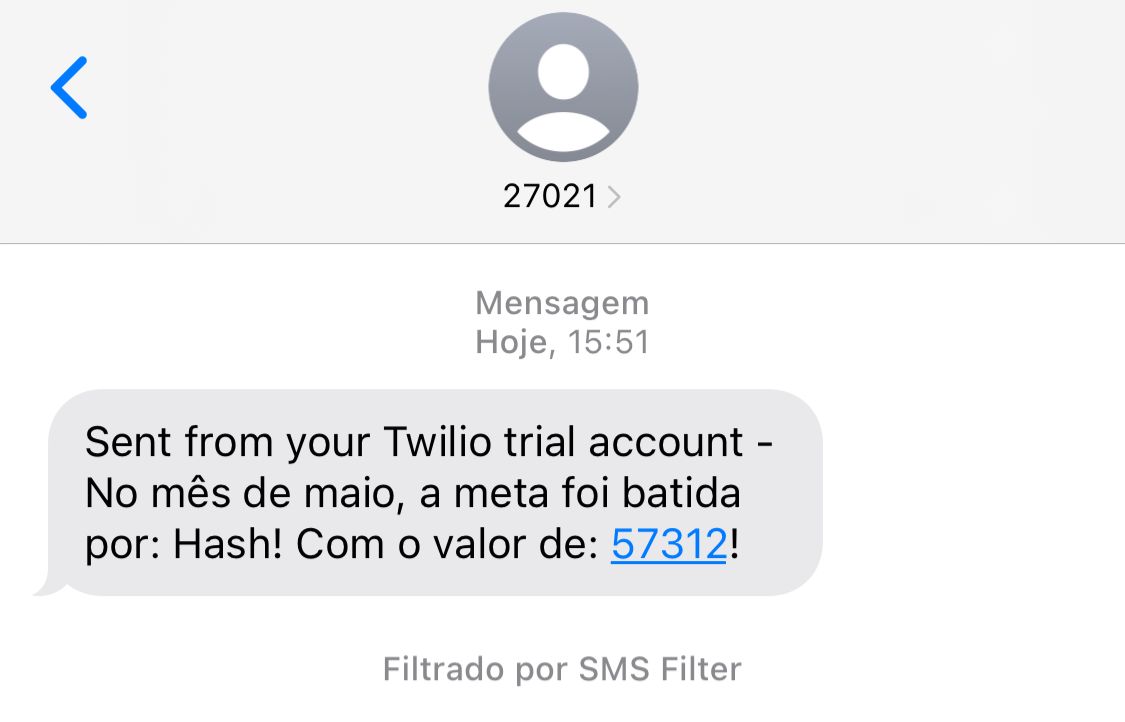 27021
Mensagem
Hoje, 15:51
Sent from your Twilio trial account -
No mês de maio, a meta foi batida
por: Hash! Com o valor de: 57312!
Filtrado por SMS Filter